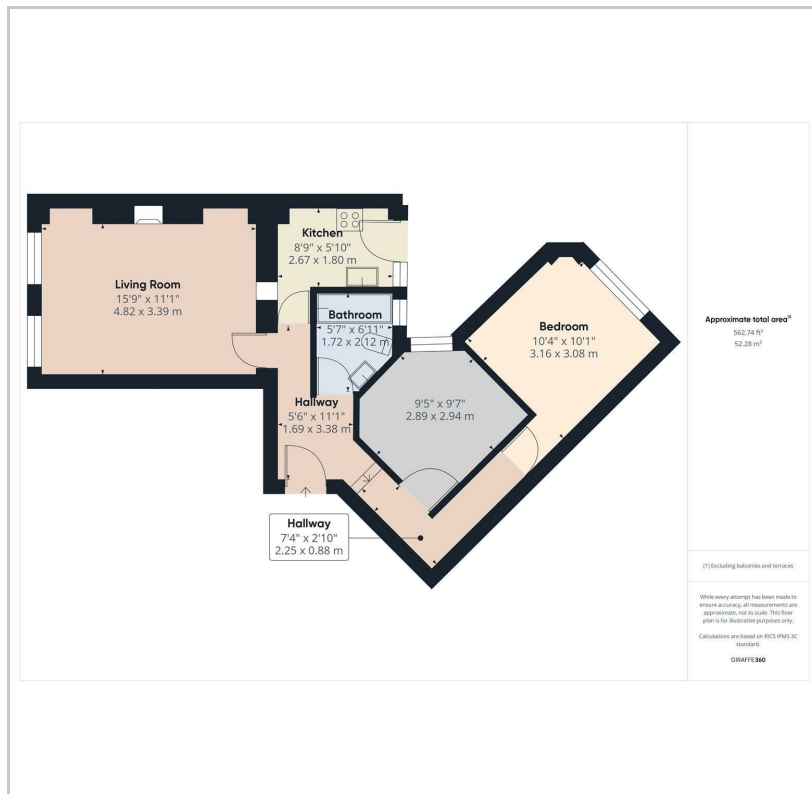 Living Room
15'9" x 11'1"
4.82 x 3.39 m
Kitchen
8'9" x 5'10"
2.67 x 1.80 m
Bathroom
5'7" x 6'11"
1.72 x 2.12 m
Bedroom
10'4" x 10'1"
3.16 x 3.08 m
9'5" x 9'7"
2.89 x 2.94 m
Hallway
5'6" x 11'1"
1.69 x 3.38 m
Hallway
7'4" x 2'10"
2.25 x 0.88 m
Approximate total area⁽¹⁾
562.74 ft²
52.28 m²
(1) Excluding balconies and terraces
While every attempt has been made to
ensure accuracy, all measurements are
approximate, not to scale. This floor
plan is for illustrative purposes only.
Calculations are based on RICS IPMS 3C
standard.
GIRAFFE360